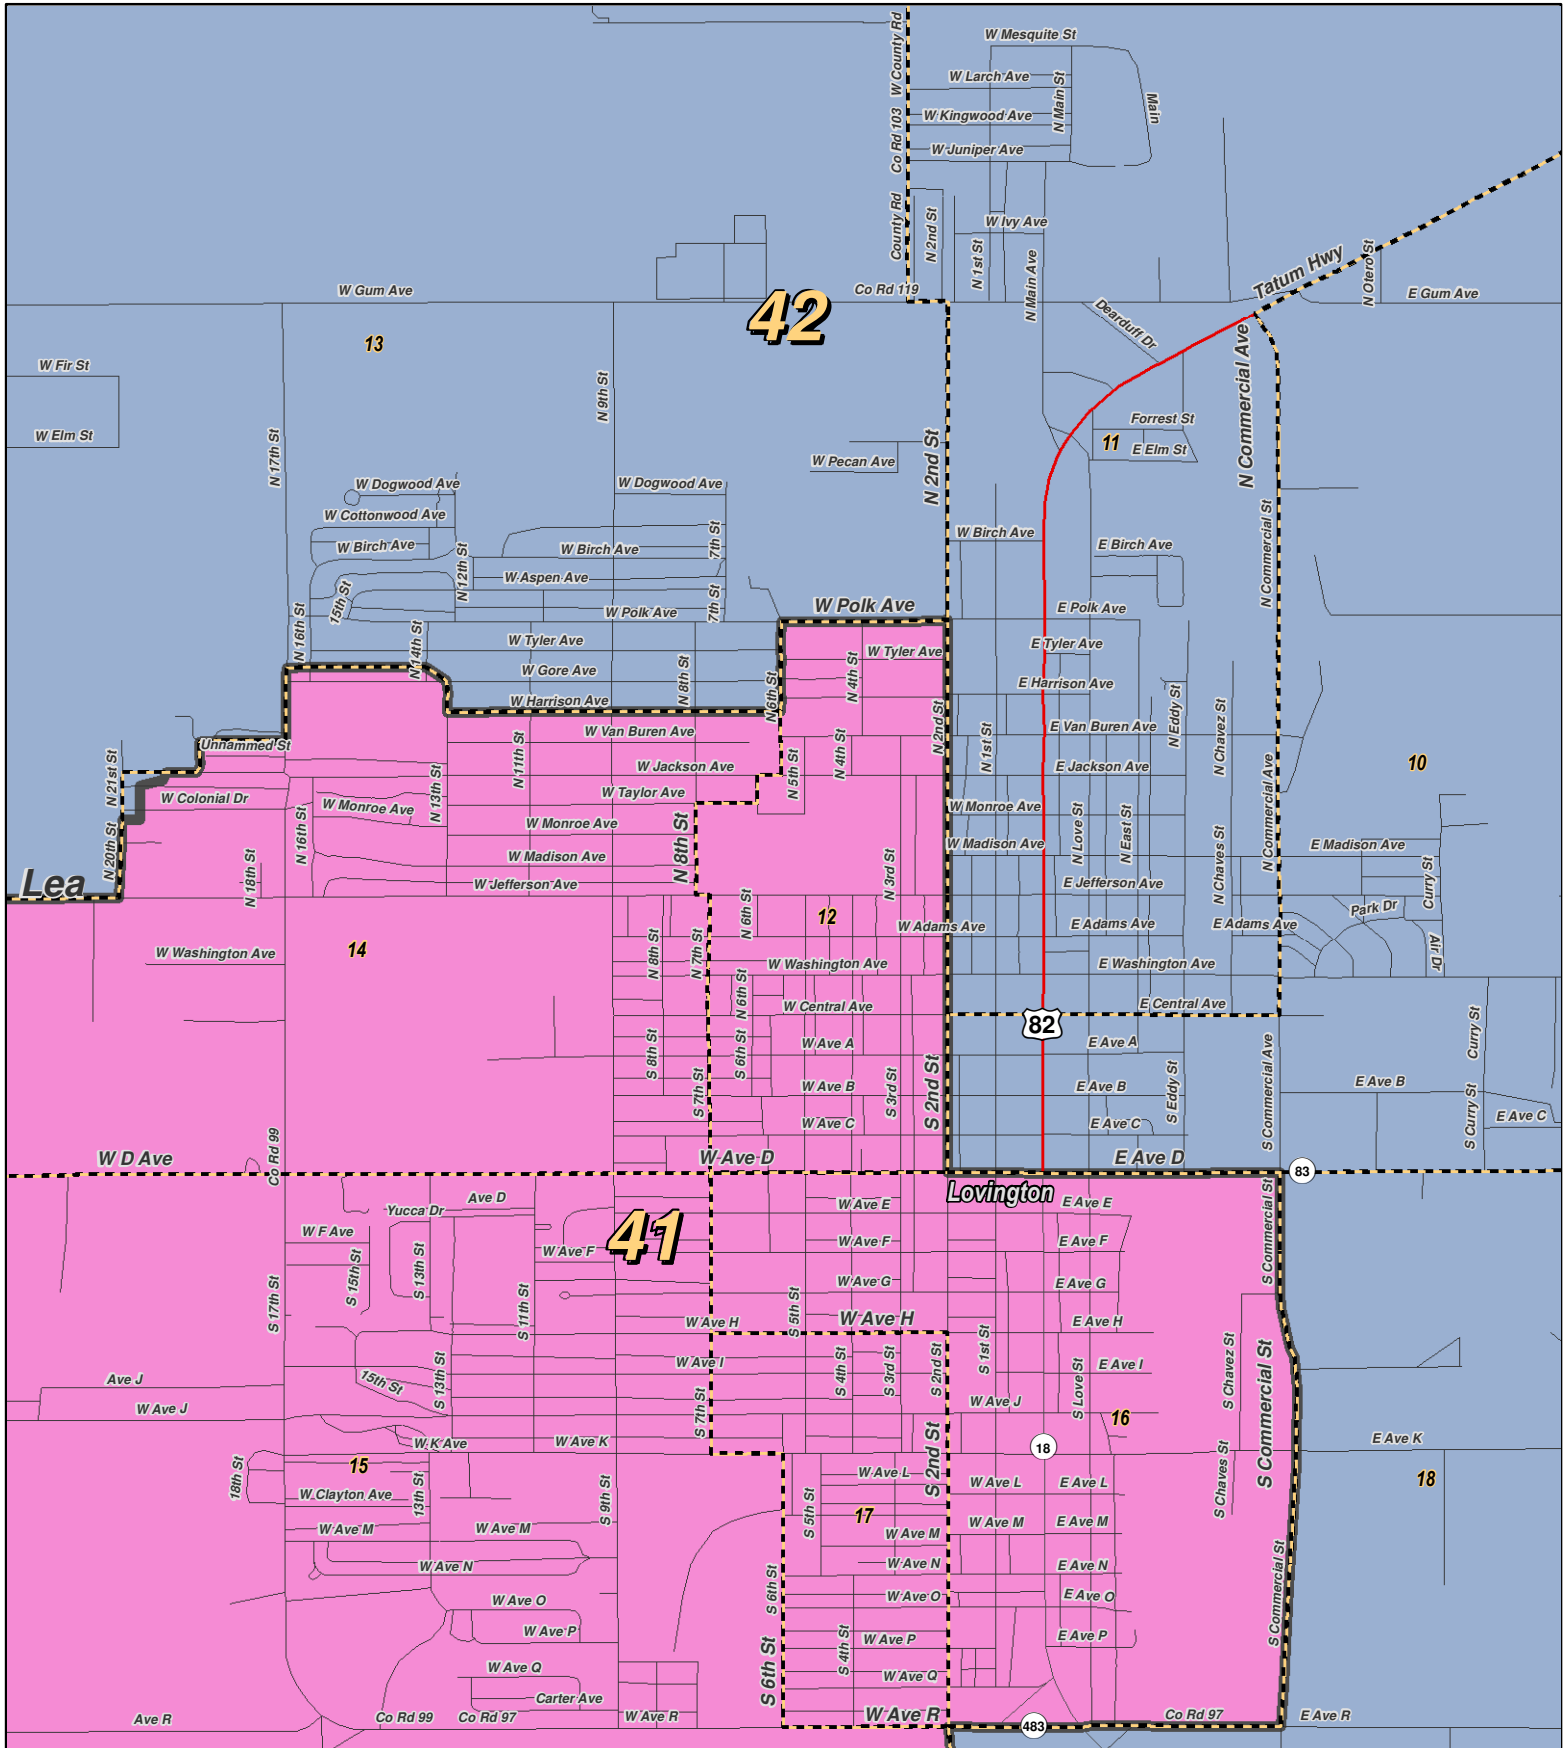 W County Rd
W Mesquite St
W Larch Ave
N Main St
Main
W Kingwood Ave
Co Rd 103
W Juniper Ave
County Rd
N 2nd St
W Ivy Ave
N 1st St
N Main Ave
Tatum Hwy
N Otero St
W Gum Ave
Co Rd 119
E Gum Ave
42
13
Dearduff Dr
W Fir St
N Commercial Ave
N 9th St
Forrest St
W Elm St
N 17th St
11
E Elm St
W Pecan Ave
N 2nd St
W Dogwood Ave
W Dogwood Ave
W Cottonwood Ave
N Commercial St
W Birch Ave
W Birch Ave
7th St
W Birch Ave
E Birch Ave
N 12th St
W Aspen Ave
15th St
7th St
W Polk Ave
W Polk Ave
E Polk Ave
N 16th St
N 14th St
W Tyler Ave
W Tyler Ave
E Tyler Ave
W Gore Ave
N 8th St
N 4th St
E Harrison Ave
W Harrison Ave
N 6th St
N 2nd St
N Eddy St
N Chavez St
W Van Buren Ave
E Van Buren Ave
Unnammed St
N 11th St
N 4th St
N 1st St
W Jackson Ave
N 5th St
E Jackson Ave
10
N 21st St
W Colonial Dr
N 13th St
W Taylor Ave
W Monroe Ave
W Monroe Ave
N Commercial Ave
N 16th St
W Monroe Ave
N 8th St
N Love St
N East St
N 20th St
W Madison Ave
W Madison Ave
E Madison Ave
N Chaves St
Lea
N 18th St
W Jefferson Ave
N 3rd St
E Jefferson Ave
Curry St
Park Dr
12
N 6th St
W Adams Ave
E Adams Ave
E Adams Ave
14
W Washington Ave
N 8th St
N 7th St
W Washington Ave
E Washington Ave
Air Dr
N 6th St
W Central Ave
E Central Ave
82
W Ave A
E Ave A
S 8th St
S 6th St
Curry St
S 7th St
W Ave B
S 3rd St
S 2nd St
E Ave B
S Eddy St
S Commercial Ave
E Ave B
W Ave C
E Ave C
S Curry St
E Ave C
W D Ave
Co Rd 99
W Ave D
E Ave D
83
Lovington
Ave D
Yucca Dr
W Ave E
E Ave E
41
W F Ave
W Ave F
W Ave F
E Ave F
S Commercial St
S 15th St
S 13th St
W Ave G
E Ave G
S 17th St
S 11th St
S 5th St
W Ave H
W Ave H
E Ave H
W Ave I
S 1st St
E Ave I
S 4th St
S 3rd St
S 2nd St
S Chavez St
S Commercial St
Ave J
15th St
S 13th St
S Love St
W Ave J
S 7th St
W Ave J
16
W K Ave
W Ave K
18
E Ave K
18th St
15
S 2nd St
W Ave L
W Ave L
E Ave L
S Chaves St
18
W Clayton Ave
13th St
S 9th St
S 5th St
17
W Ave M
W Ave M
W Ave M
W Ave M
E Ave M
W Ave N
W Ave N
E Ave N
S Commercial St
W Ave O
S 6th St
W Ave O
E Ave O
W Ave P
S 4th St
W Ave P
E Ave P
W Ave Q
S 6th St
W Ave Q
Carter Ave
Ave R
Co Rd 99
Co Rd 97
W Ave R
W Ave R
483
Co Rd 97
E Ave R